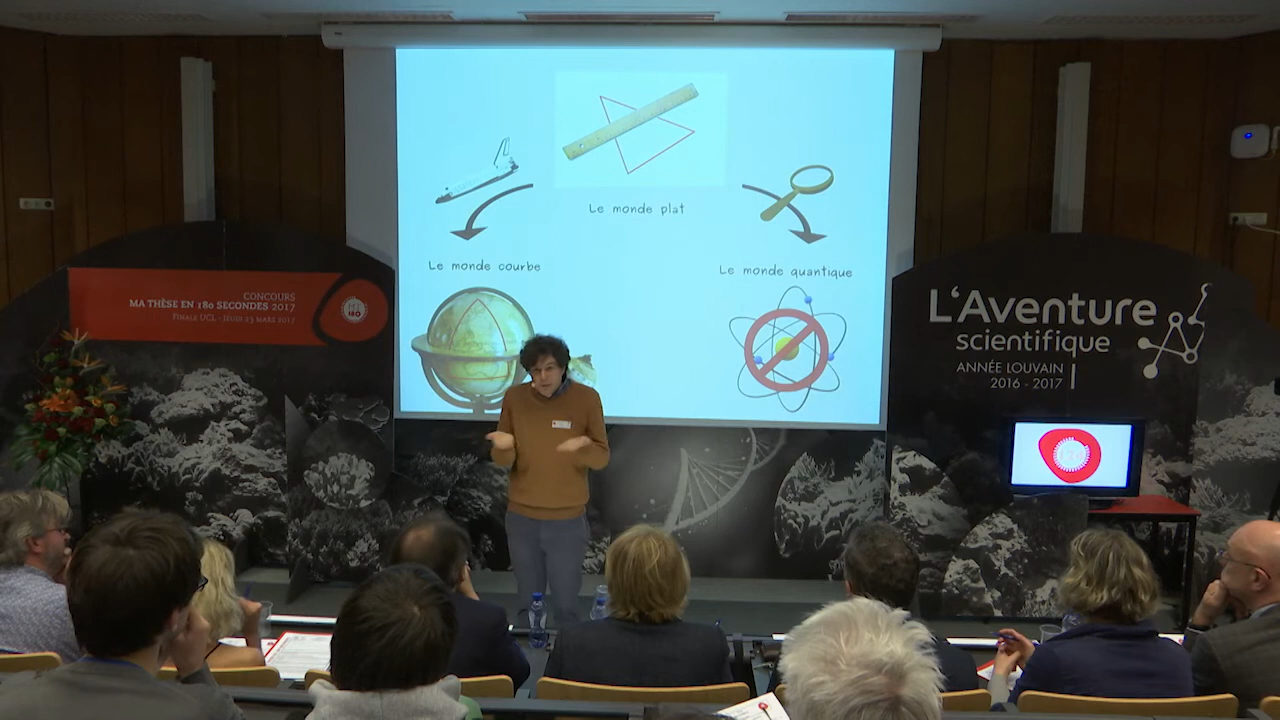 Le monde plat
Le monde courbe
Le monde quantique
CONCOURS
MA THÈSE EN 180 SECONDES 2017
FINALE UCL - JEUDI 23 MARS 2017
180
L'Aventure
scientifique
ANNÉE LOUVAIN
2016 - 2017